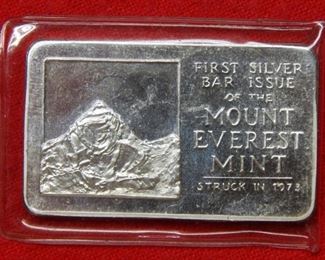 FIRST SILVER
BAR ISSUE
OF THE
MOUNT
EVEREST
MINT
STRUCK IN 1973